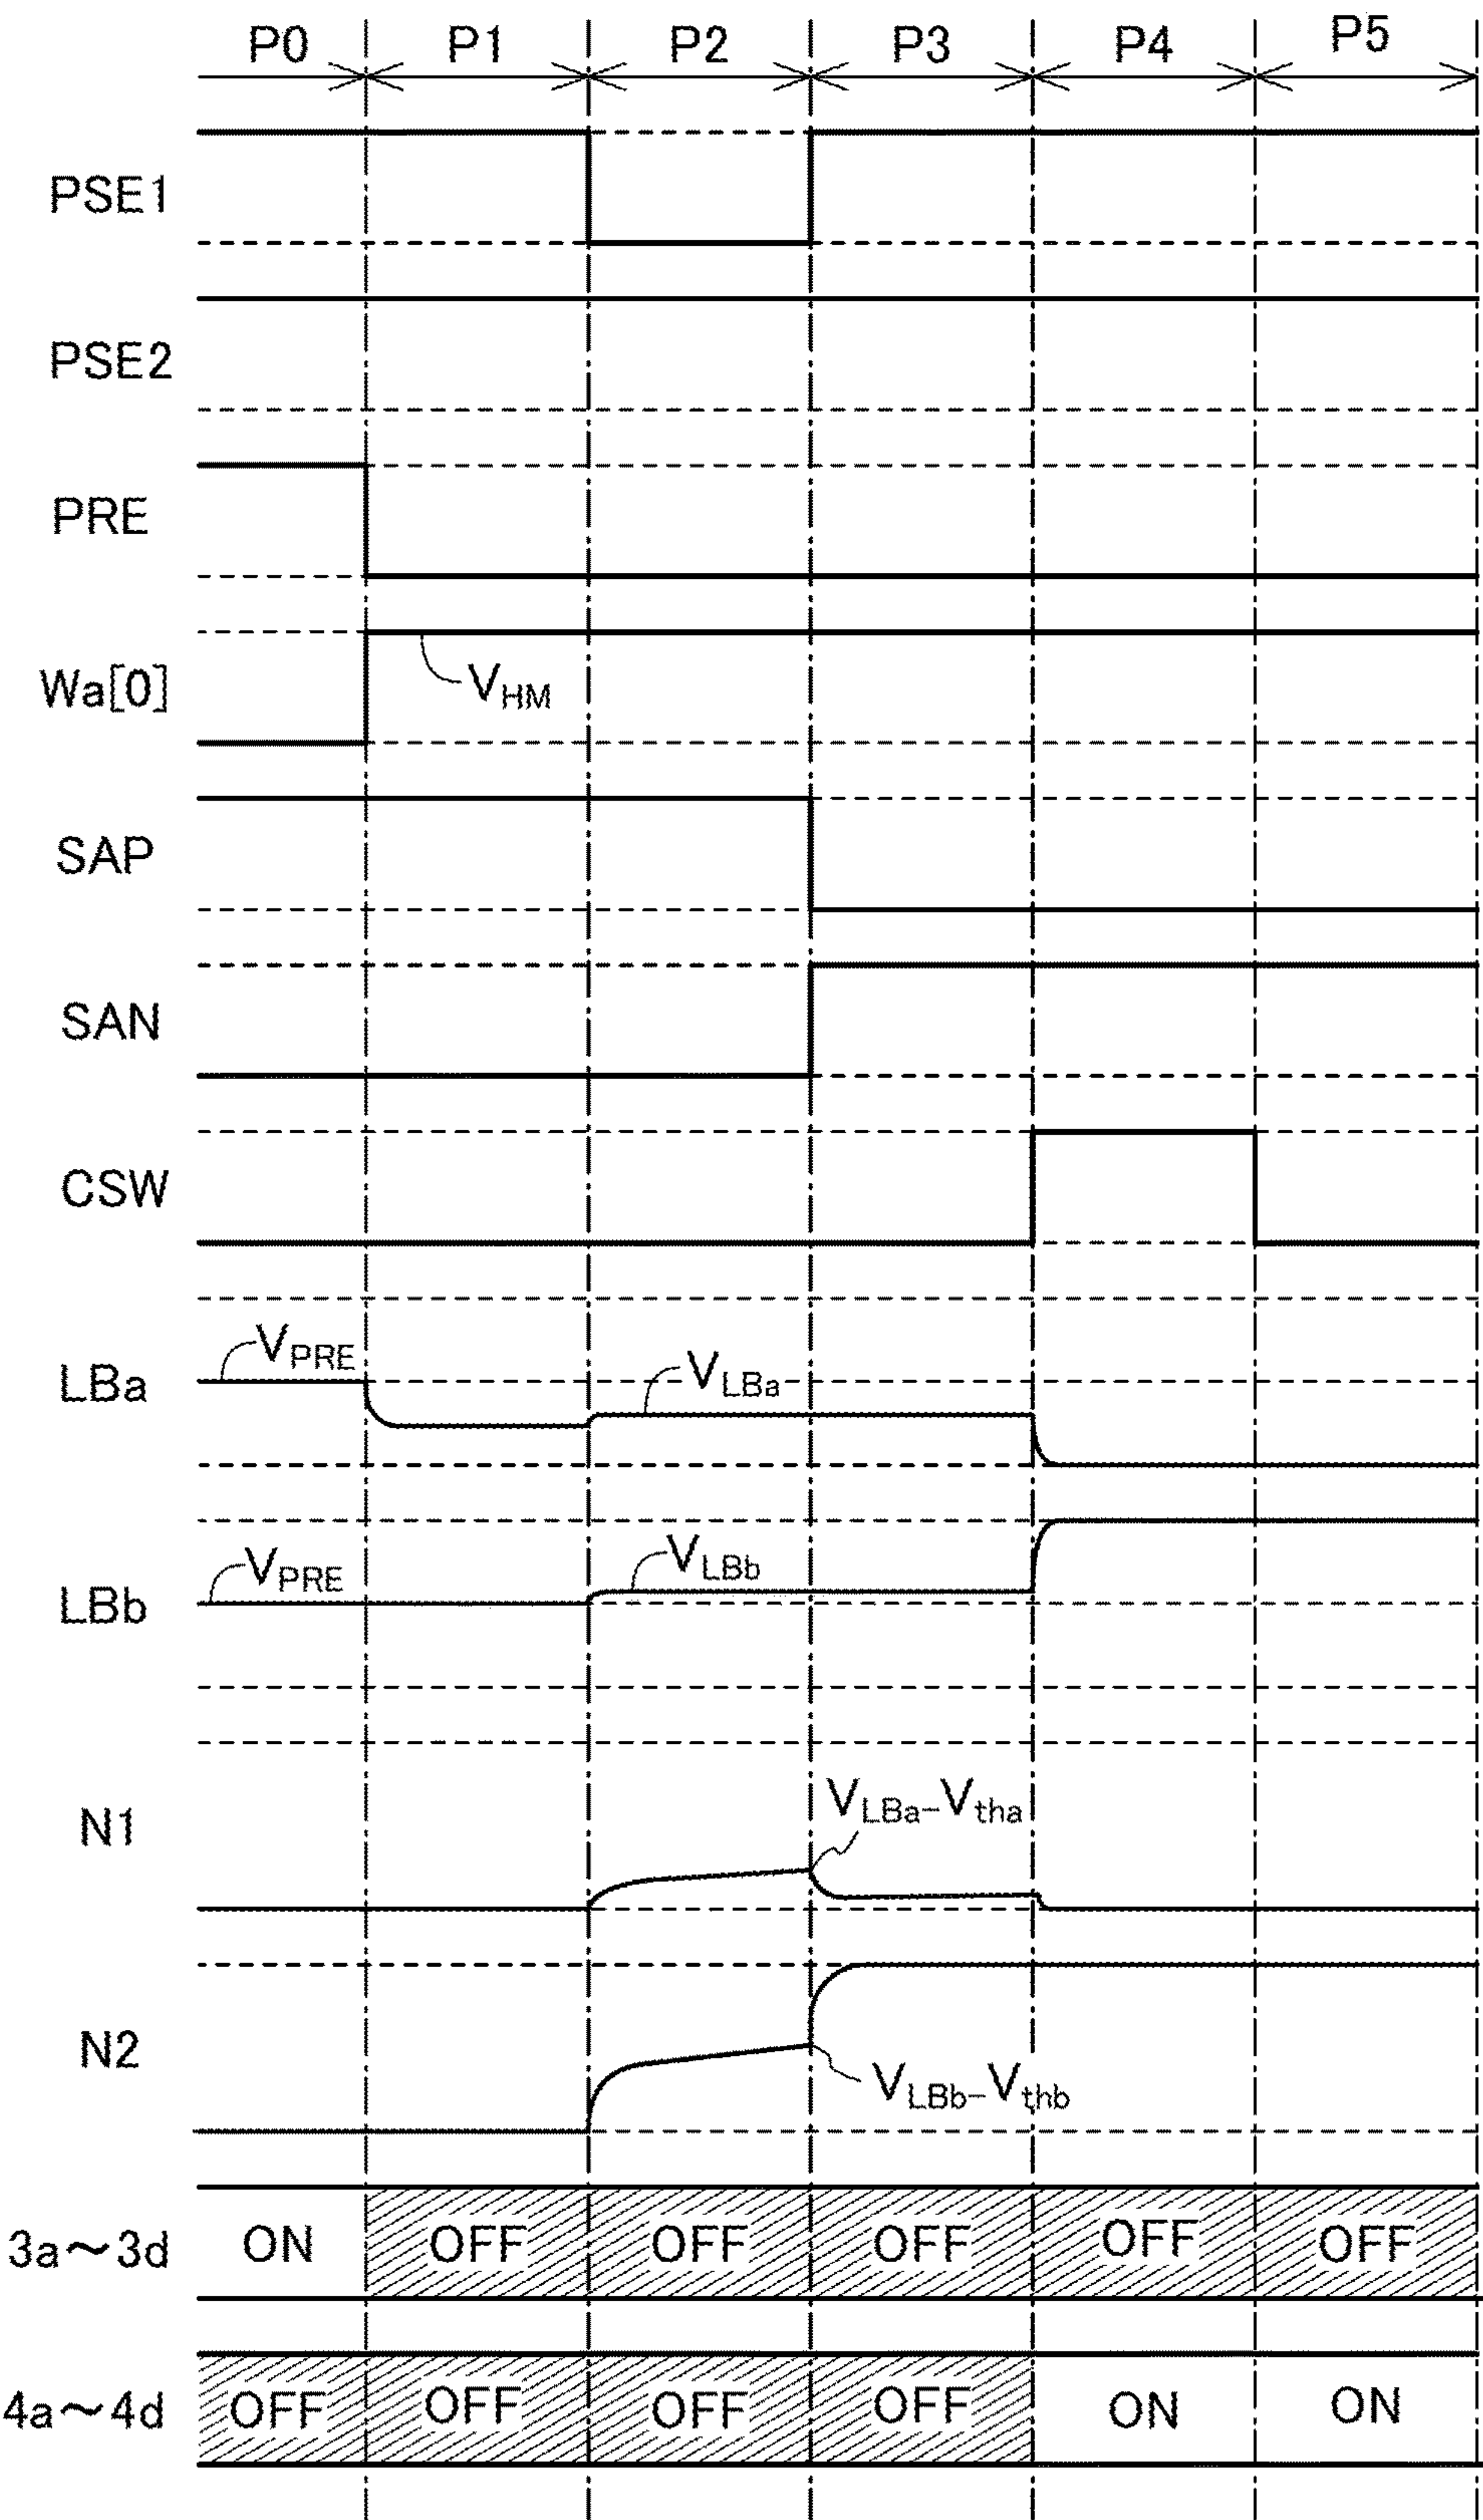 P0 P1 P2 P3 P4 P5
PSE1
PSE2
PRE
Wa[0] VHM
SAP
SAN
CSW
LBa VPRE VLBa
LBb VPRE VLBb
N1 VLBa-Vtha
N2 VLBb-Vthb
3a～3d ON OFF OFF OFF OFF OFF
4a～4d OFF OFF OFF OFF ON ON